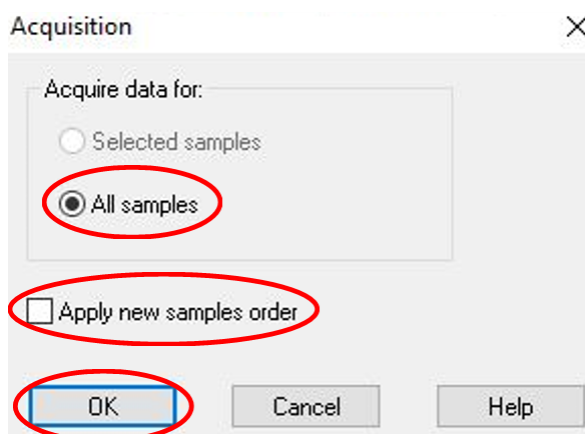 Acquisition
Acquire data for:
Selected samples
All samples
Apply new samples order
OK Cancel Help